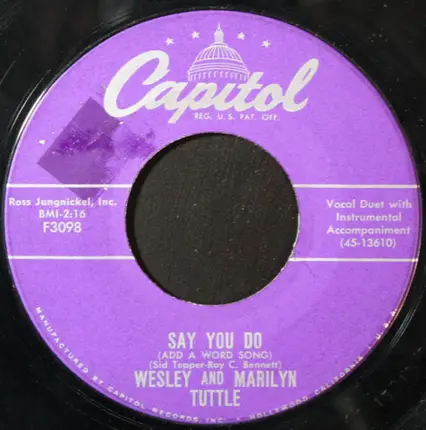 Capitol
REG. U.S. PAT. OFF.
Ross Jungnickel, Inc.
BMI-2:16
F3098
Vocal Duet with
Instrumental
Accompaniment
(45-13610)
SAY YOU DO
(ADD A WORD SONG)
(Sid Tepper-Roy C. Bennett)
WESLEY AND MARILYN
TUTTLE
MANUFACTURED BY CAPITOL RECORDS, INC. HOLLYWOOD, CALIFORNIA